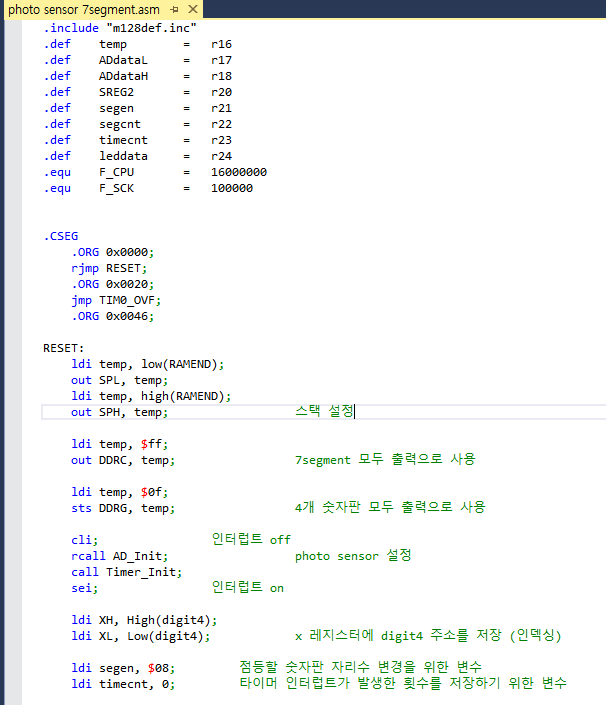 photo sensor 7segment.asm
.include "m128def.inc"
.def temp = r16
.def ADdataL = r17
.def ADdataH = r18
.def SREG2 = r20
.def segen = r21
.def segcnt = r22
.def timecnt = r23
.def leddata = r24
.equ F_CPU = 16000000
.equ F_SCK = 100000
.CSEG
.ORG 0x0000;
rjmp RESET;
.ORG 0x0020;
jmp TIM0_OVF;
.ORG 0x0046;
RESET:
ldi temp, low(RAMEND);
out SPL, temp;
ldi temp, high(RAMEND);
out SPH, temp; 스택 설정
ldi temp, $ff;
out DDRC, temp; 7segment 모두 출력으로 사용
ldi temp, $0f;
sts DDRG, temp; 4개 숫자판 모두 출력으로 사용
cli; 인터럽트 off
rcall AD_Init; photo sensor 설정
call Timer_Init;
sei; 인터럽트 on
ldi XH, High(digit4);
ldi XL, Low(digit4); x 레지스터에 digit4 주소를 저장 (인덱싱)
ldi segen, $08; 점등할 숫자판 자리수 변경을 위한 변수
ldi timecnt, 0; 타이머 인터럽트가 발생한 횟수를 저장하기 위한 변수